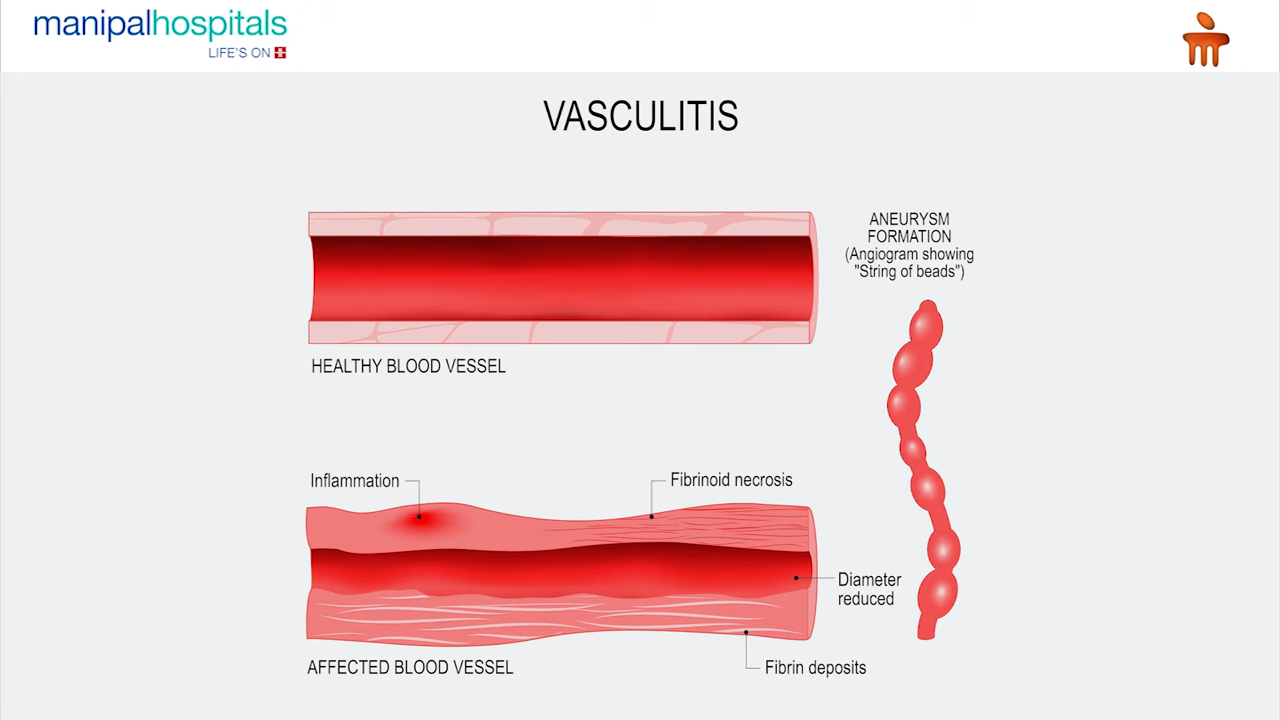 manipalhospitals
LIFE'S ON
VASCULITIS
ANEURYSM
FORMATION
(Angiogram showing
"String of beads")
HEALTHY BLOOD VESSEL
Inflammation
Fibrinoid necrosis
Diameter
reduced
AFFECTED BLOOD VESSEL
Fibrin deposits